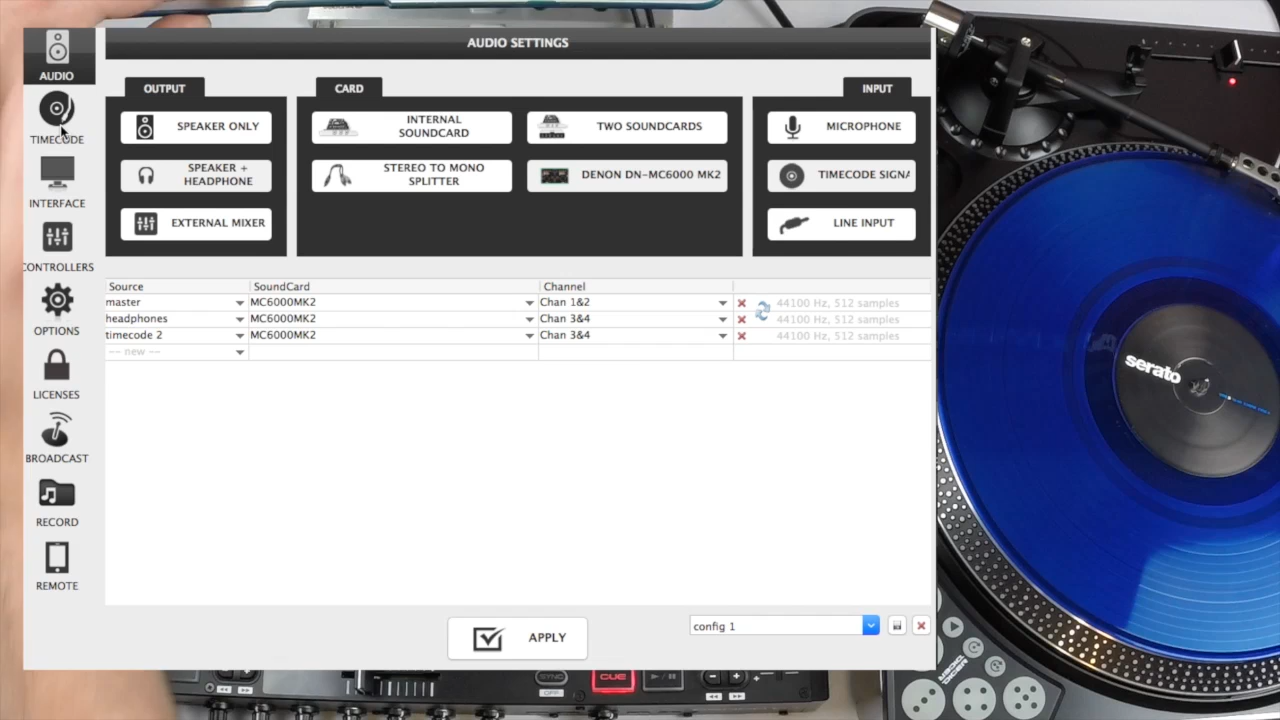 AUDIO SETTINGS
AUDIO
TIMECODE
INTERFACE
CONTROLLERS
OPTIONS
LICENSES
BROADCAST
RECORD
REMOTE
OUTPUT
SPEAKER ONLY
SPEAKER +
HEADPHONE
EXTERNAL MIXER
CARD
INTERNAL
SOUNDCARD
TWO SOUNDCARDS
STEREO TO MONO
SPLITTER
DENON DN-MC6000 MK2
INPUT
MICROPHONE
TIMECODE SIGNA
LINE INPUT
Source SoundCard Channel
master MC6000MK2 Chan 1&2 44100 Hz, 512 samples
headphones MC6000MK2 Chan 3&4 44100 Hz, 512 samples
timecode 2 MC6000MK2 Chan 3&4 44100 Hz, 512 samples
-- new --
config 1
APPLY
serato
SYNC
OFF
CUE